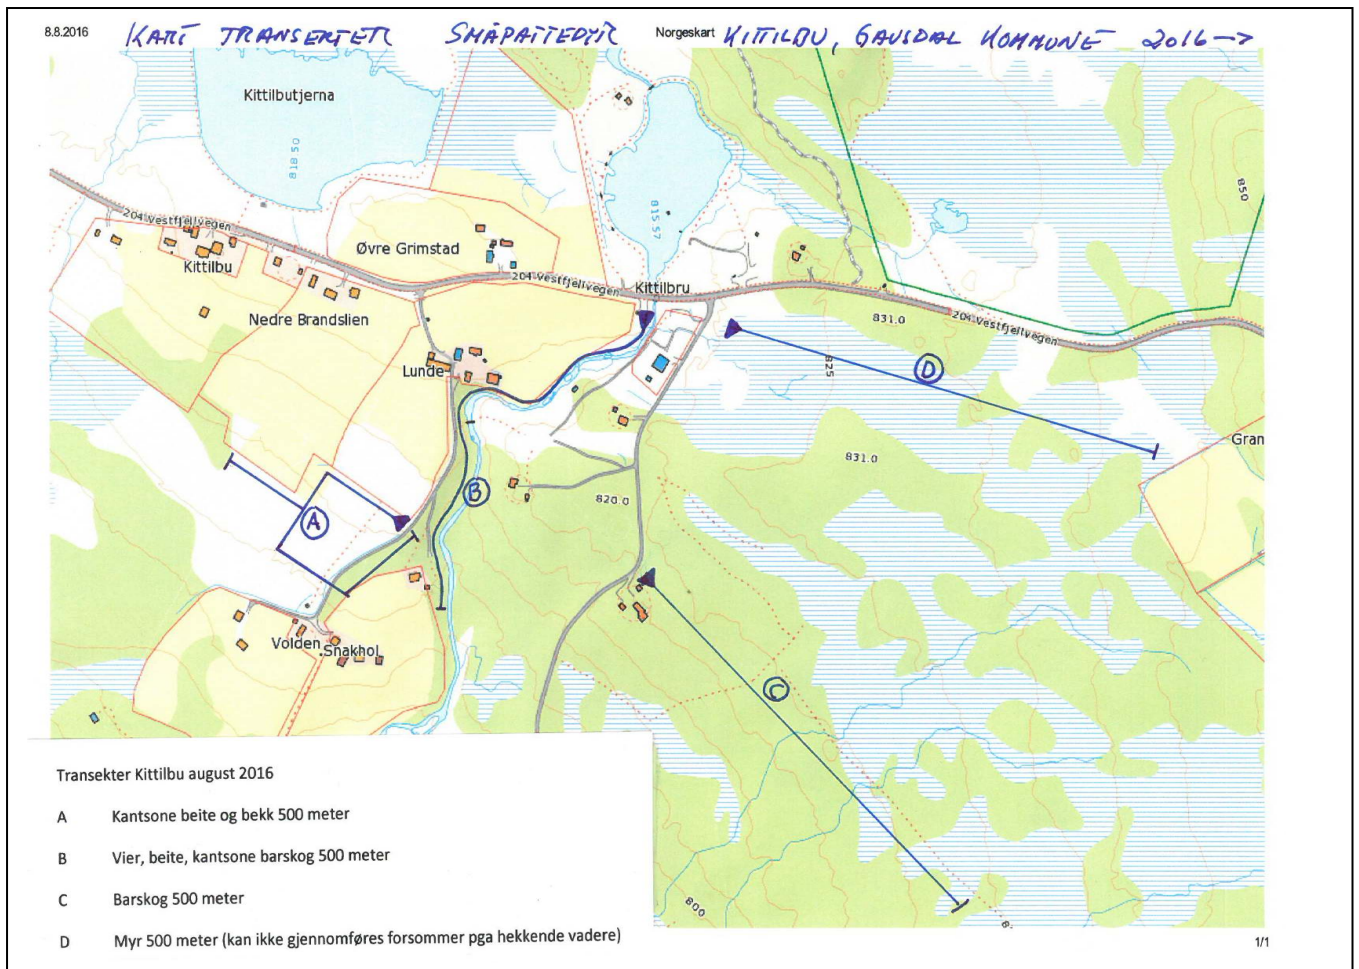 8.8.2016 KART TRANSEKTER SMÅPATTEDYR Norgeskart KITTILBU, GAUSDAL KOMMUNE 2016→
Kittilbutjerna
818.50
815.57
850
204 Vestfjellvegen
Øvre Grimstad
Kittilbu
204 Vestfjellvegen
Kittilbru
Nedre Brandslien
831.0
204 Vestfjellvegen
Lunde
825
D
Gran
831.0
B
820.0
A
Volden
Snakhol
C
800
8
Transekter Kittilbu august 2016
A Kantsone beite og bekk 500 meter
B Vier, beite, kantsone barskog 500 meter
C Barskog 500 meter
D Myr 500 meter (kan ikke gjennomføres forsommer pga hekkende vadere)
1/1